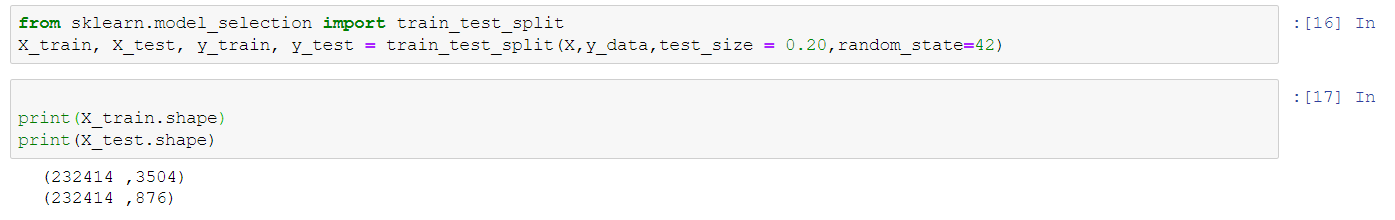 from sklearn.model_selection import train_test_split
X_train, X_test, y_train, y_test = train_test_split(X,y_data,test_size = 0.20,random_state=42)
:[16] In
print(X_train.shape)
print(X_test.shape)
:[17] In
(232414 ,3504)
(232414 ,876)